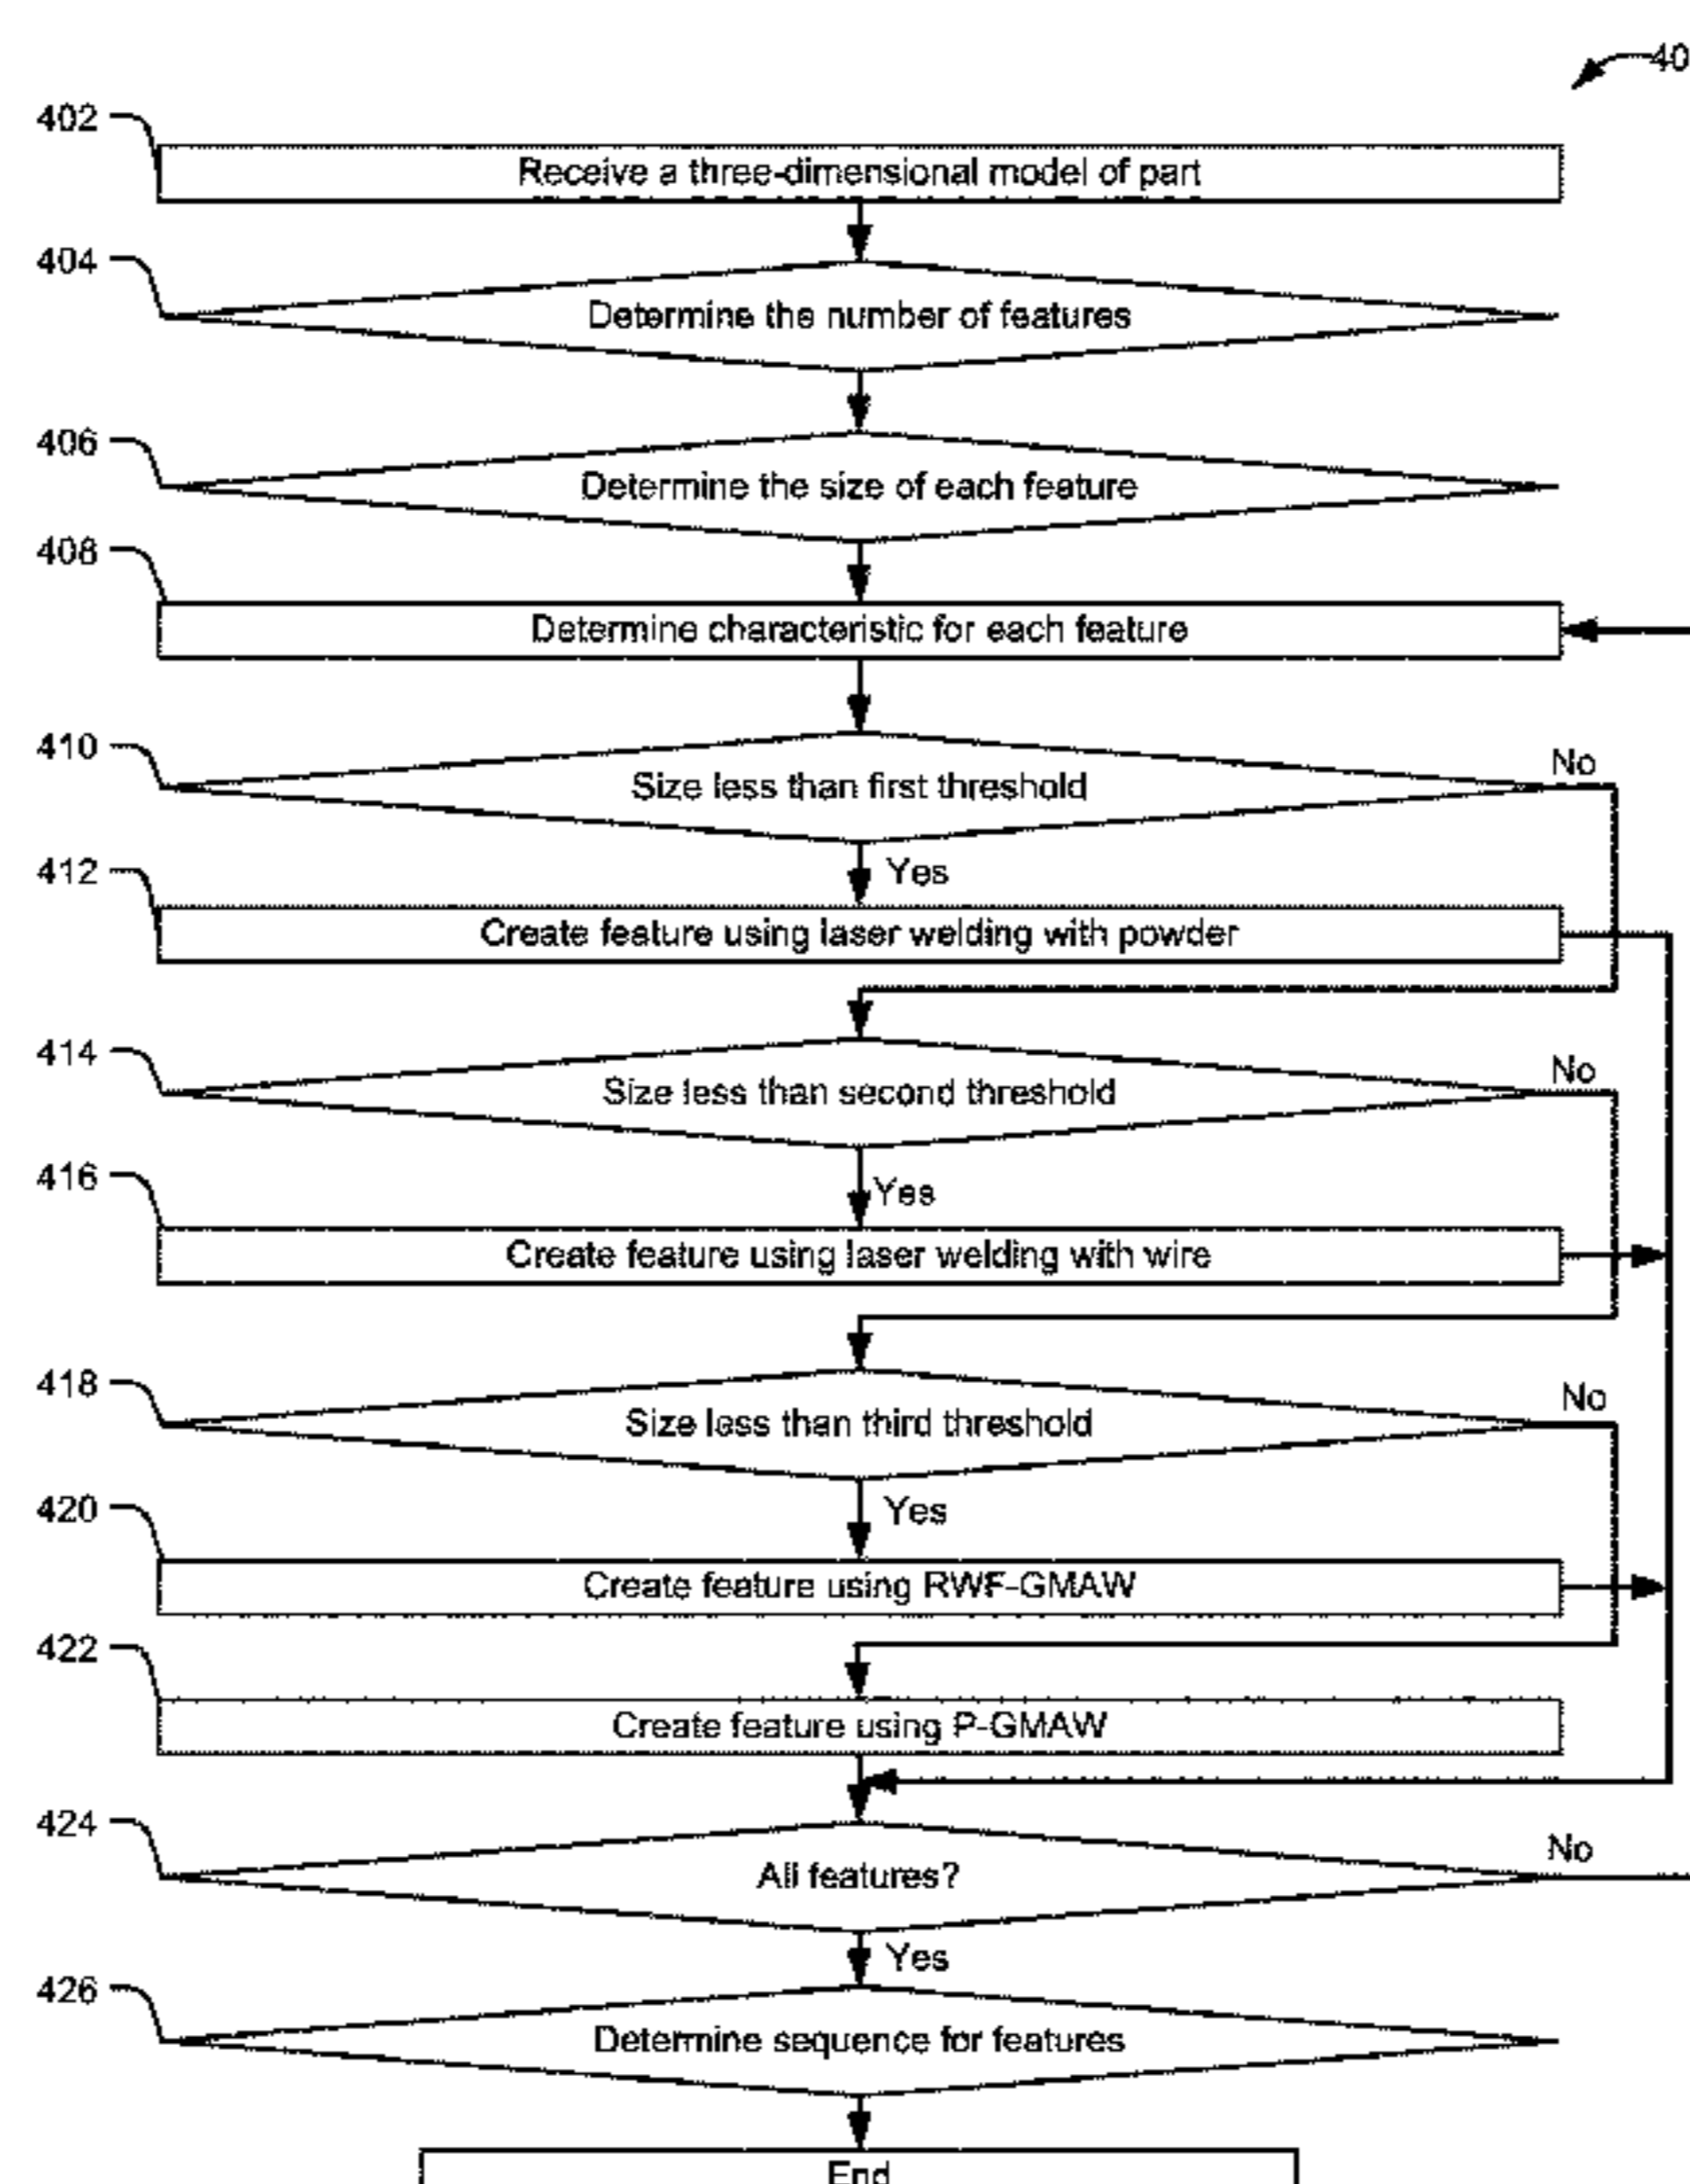 40
402
Receive a three-dimensional model of part
404
Determine the number of features
406
Determine the size of each feature
408
Determine characteristic for each feature
410
Size less than first threshold
No
Yes
412
Create feature using laser welding with powder
414
Size less than second threshold
No
Yes
416
Create feature using laser welding with wire
418
Size less than third threshold
No
Yes
420
Create feature using RWF-GMAW
422
Create feature using P-GMAW
424
All features?
No
Yes
426
Determine sequence for features
End